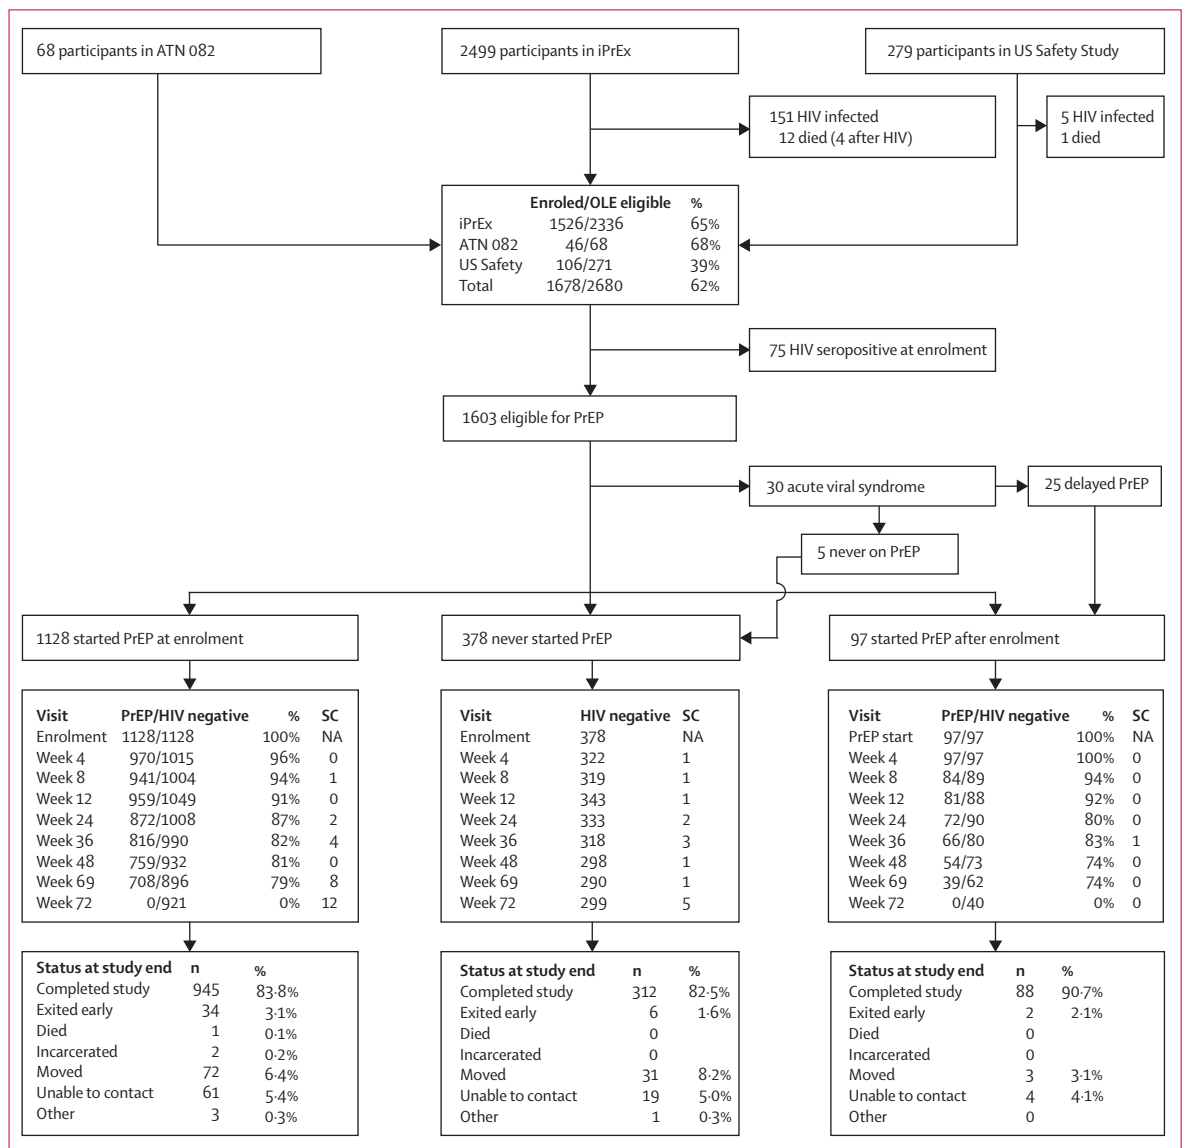 68 participants in ATN 082
2499 participants in iPrEx
279 participants in US Safety Study
151 HIV infected
12 died (4 after HIV)
5 HIV infected
1 died
Enroled/OLE eligible %
iPrEx 1526/2336 65%
ATN 082 46/68 68%
US Safety 106/271 39%
Total 1678/2680 62%
75 HIV seropositive at enrolment
1603 eligible for PrEP
30 acute viral syndrome
25 delayed PrEP
5 never on PrEP
1128 started PrEP at enrolment
378 never started PrEP
97 started PrEP after enrolment
Visit PrEP/HIV negative % SC
Enrolment 1128/1128 100% NA
Week 4 970/1015 96% 0
Week 8 941/1004 94% 1
Week 12 959/1049 91% 0
Week 24 872/1008 87% 2
Week 36 816/990 82% 4
Week 48 759/932 81% 0
Week 69 708/896 79% 8
Week 72 0/921 0% 12
Visit HIV negative SC
Enrolment 378 NA
Week 4 322 1
Week 8 319 1
Week 12 343 1
Week 24 333 2
Week 36 318 3
Week 48 298 1
Week 69 290 1
Week 72 299 5
Visit PrEP/HIV negative % SC
PrEP start 97/97 100% NA
Week 4 97/97 100% 0
Week 8 84/89 94% 0
Week 12 81/88 92% 0
Week 24 72/90 80% 0
Week 36 66/80 83% 1
Week 48 54/73 74% 0
Week 69 39/62 74% 0
Week 72 0/40 0% 0
Status at study end n %
Completed study 945 83·8%
Exited early 34 3·1%
Died 1 0·1%
Incarcerated 2 0·2%
Moved 72 6·4%
Unable to contact 61 5·4%
Other 3 0·3%
Status at study end n %
Completed study 312 82·5%
Exited early 6 1·6%
Died 0
Incarcerated 0
Moved 31 8·2%
Unable to contact 19 5·0%
Other 1 0·3%
Status at study end n %
Completed study 88 90·7%
Exited early 2 2·1%
Died 0
Incarcerated 0
Moved 3 3·1%
Unable to contact 4 4·1%
Other 0